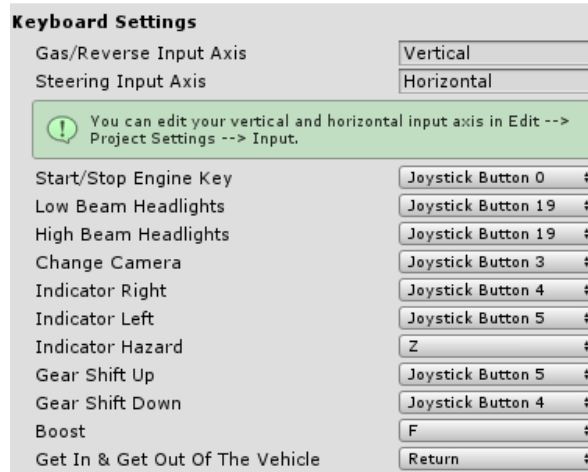 Keyboard Settings
Gas/Reverse Input Axis Vertical
Steering Input Axis Horizontal
You can edit your vertical and horizontal input axis in Edit -->
Project Settings --> Input.
Start/Stop Engine Key Joystick Button 0
Low Beam Headlights Joystick Button 19
High Beam Headlights Joystick Button 19
Change Camera Joystick Button 3
Indicator Right Joystick Button 4
Indicator Left Joystick Button 5
Indicator Hazard Z
Gear Shift Up Joystick Button 5
Gear Shift Down Joystick Button 4
Boost F
Get In & Get Out Of The Vehicle Return